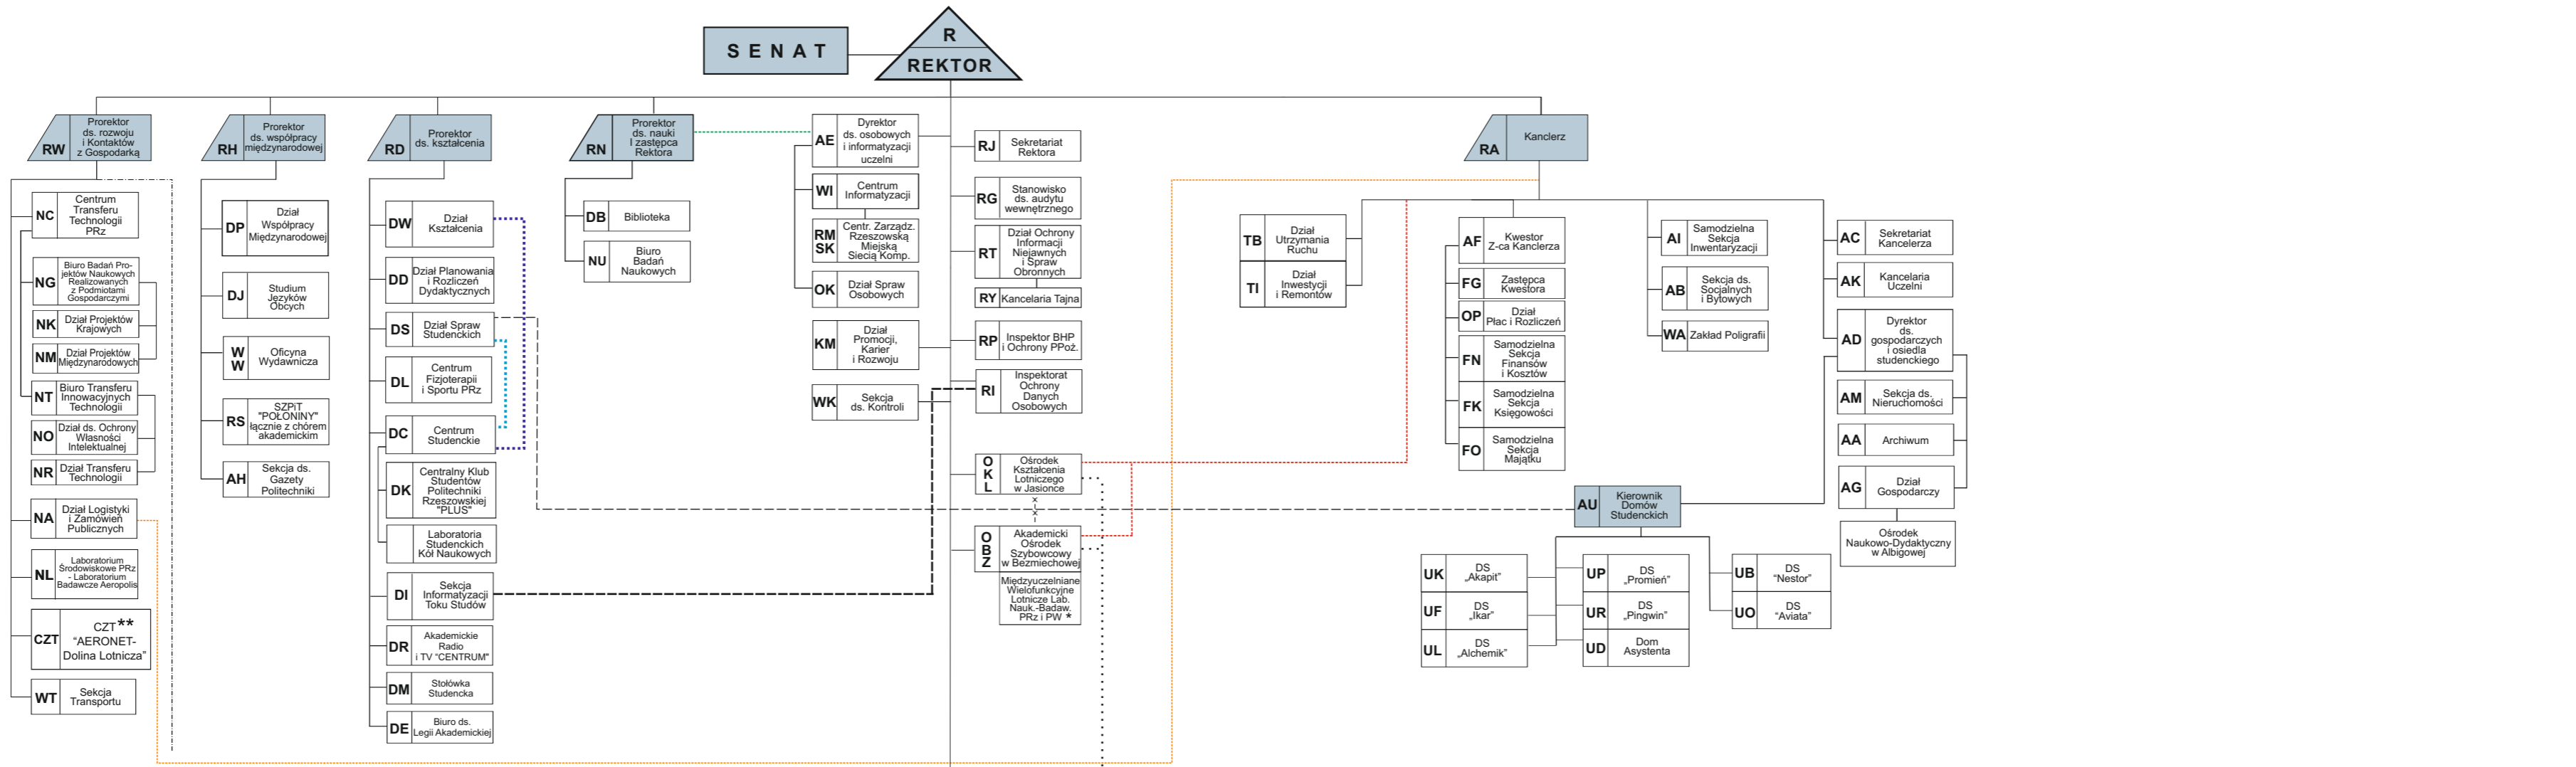 S E N A T
R
REKTOR
RW
Prorektor
ds. rozwoju
i Kontaktów
z Gospodarką
RH
Prorektor
ds. współpracy
międzynarodowej
RD
Prorektor
ds. kształcenia
RN
Prorektor
ds. nauki
I zastępca
Rektora
AE
Dyrektor
ds. osobowych
i informatyzacji
uczelni
RA
Kanclerz
NC
Centrum
Transferu
Technologii
PRz
NG
Biuro Badań Pro-
jektów Naukowych
Realizowanych
z Podmiotami
Gospodarczymi
NK
Dział Projektów
Krajowych
NM
Dział Projektów
Międzynarodowych
NT
Biuro Transferu
Innowacyjnych
Technologii
NO
Dział ds. Ochrony
Własności
Intelektualnej
NR
Dział Transferu
Technologii
NA
Dział Logistyki
i Zamówień
Publicznych
NL
Laboratorium
Środowiskowe PRz
- Laboratorium
Badawcze Aeropolis
CZT
CZT**
"AERONET-
Dolina Lotnicza"
WT
Sekcja
Transportu
DP
Dział
Współpracy
Międzynarodowej
DJ
Studium
Języków
Obcych
W
W
Oficyna
Wydawnicza
RS
SZPiT
"POŁONINY"
łącznie z chórem
akademickim
AH
Sekcja ds.
Gazety
Politechniki
DW
Dział
Kształcenia
DD
Dział Planowania
i Rozliczeń
Dydaktycznych
DS
Dział Spraw
Studenckich
DL
Centrum
Fizjoterapii
i Sportu PRz
DC
Centrum
Studenckie
DK
Centralny Klub
Studentów
Politechniki
Rzeszowskiej
"PLUS"
Laboratoria
Studenckich
Kół Naukowych
DI
Sekcja
Informatyzacji
Toku Studów
DR
Akademickie
Radio
i TV "CENTRUM"
DM
Stołówka
Studencka
DE
Biuro ds.
Legii Akademickiej
DB
Biblioteka
NU
Biuro
Badań
Naukowych
WI
Centrum
Informatyzacji
RM
SK
Centr. Zarządz.
Rzeszowską
Miejską
Siecią Komp.
OK
Dział Spraw
Osobowych
KM
Dział
Promocji,
Karier
i Rozwoju
WK
Sekcja
ds. Kontroli
RJ
Sekretariat
Rektora
RG
Stanowisko
ds. audytu
wewnętrznego
RT
Dział Ochrony
Informacji
Niejawnych
i Spraw
Obronnych
RY
Kancelaria Tajna
RP
Inspektor BHP
i Ochrony PPoż.
RI
Inspektorat
Ochrony
Danych
Osobowych
O
K
L
Ośrodek
Kształcenia
Lotniczego
w Jasionce
x
x
O
B
Z
Akademicki
Ośrodek
Szybowcowy
w Bezmiechowej
Międzyuczelniane
Wielofunkcyjne
Lotnicze Lab.
Nauk.-Badaw.
PRz i PW *
TB
Dział
Utrzymania
Ruchu
TI
Dział
Inwestycji
i Remontów
AF
Kwestor
Z-ca Kanclerza
FG
Zastępca
Kwestora
OP
Dział
Płac i Rozliczeń
FN
Samodzielna
Sekcja
Finansów
i Kosztów
FK
Samodzielna
Sekcja
Księgowości
FO
Samodzielna
Sekcja
Majątku
AI
Samodzielna
Sekcja
Inwentaryzacji
AB
Sekcja ds.
Socjalnych
i Bytowych
WA
Zakład Poligrafii
AC
Sekretariat
Kancelerza
AK
Kancelaria
Uczelni
AD
Dyrektor
ds.
gospodarczych
i osiedla
studenckiego
AM
Sekcja ds.
Nieruchomości
AA
Archiwum
AG
Dział
Gospodarczy
Ośrodek
Naukowo-Dydaktyczny
w Albigowej
AU
Kierownik
Domów
Studenckich
UK
DS
„Akapit”
UF
DS
„Ikar”
UL
DS
„Alchemik”
UP
DS
„Promień”
UR
DS
„Pingwin”
UD
Dom
Asystenta
UB
DS
“Nestor”
UO
DS
“Aviata”